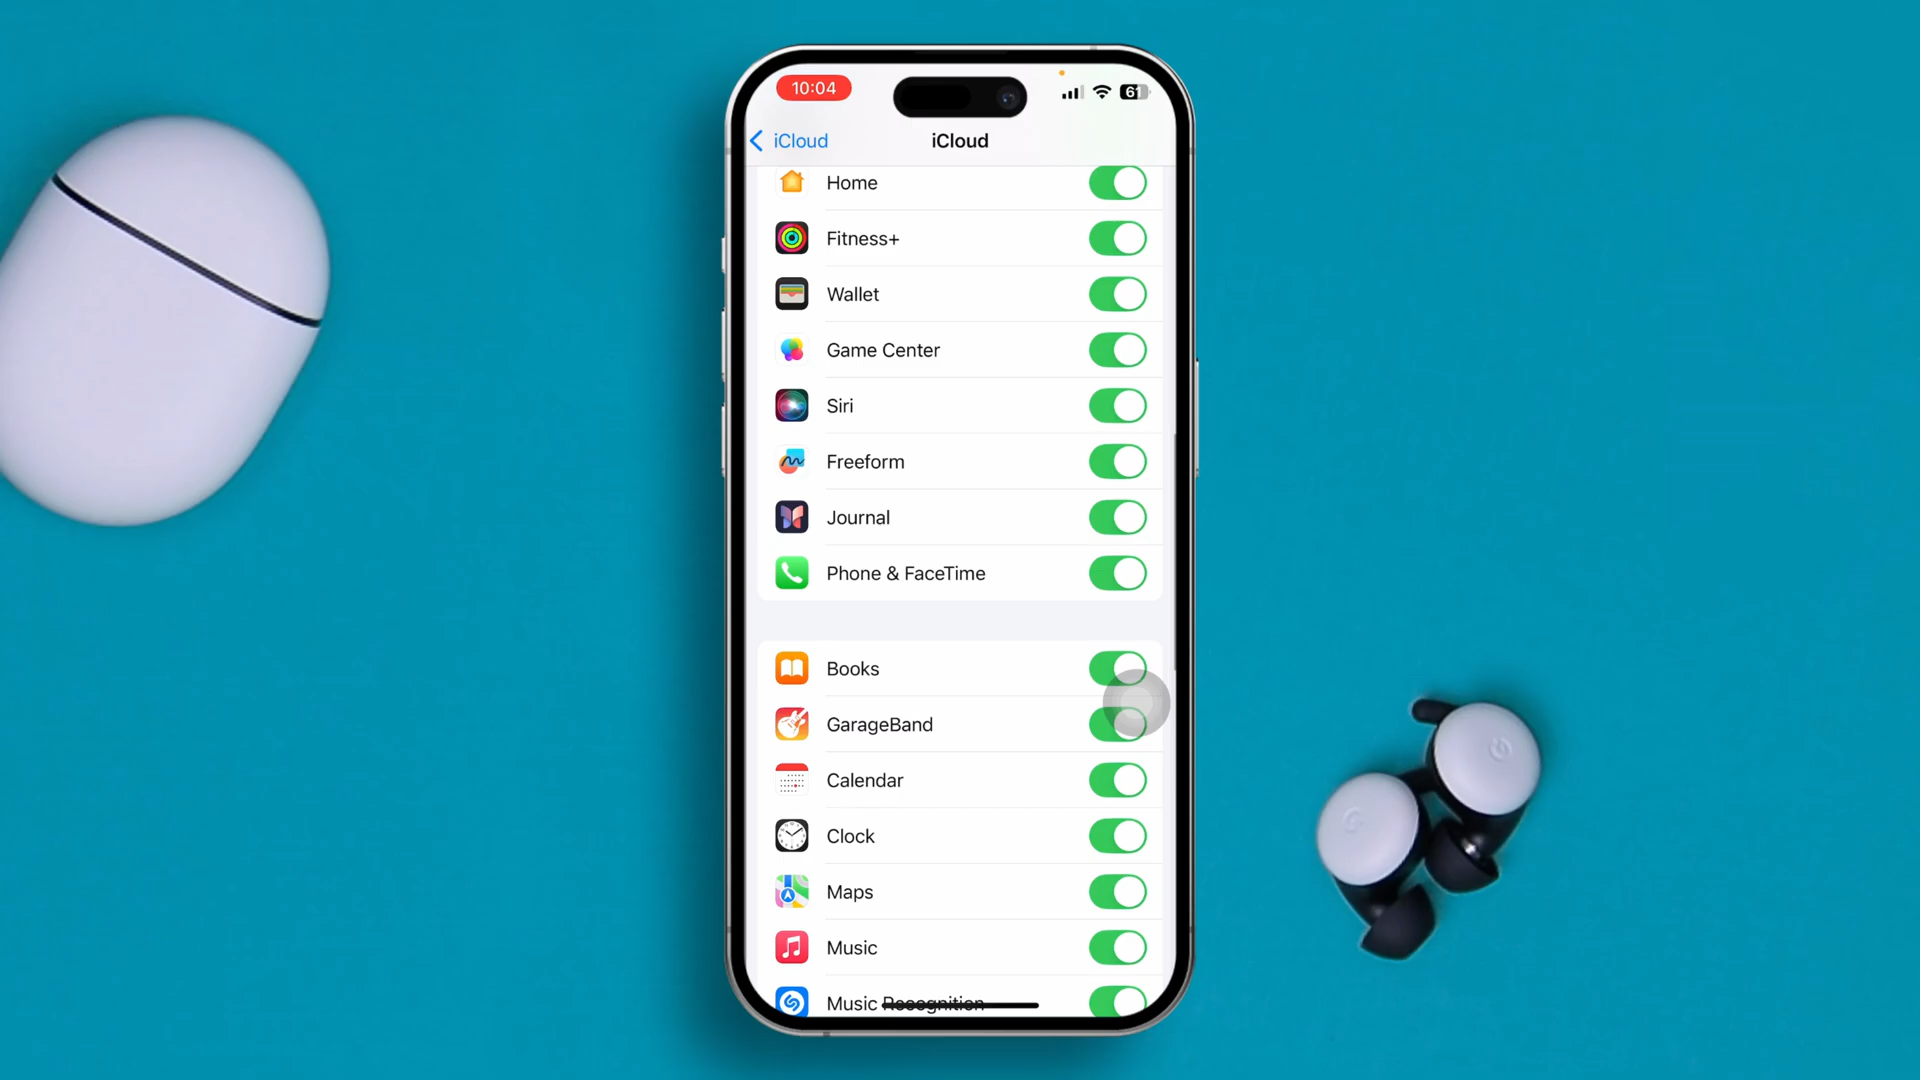 10:04
61
iCloud
iCloud
Home
Fitness+
Wallet
Game Center
Siri
Freeform
Journal
Phone & FaceTime
Books
GarageBand
Calendar
Clock
Maps
Music
Music Recognition